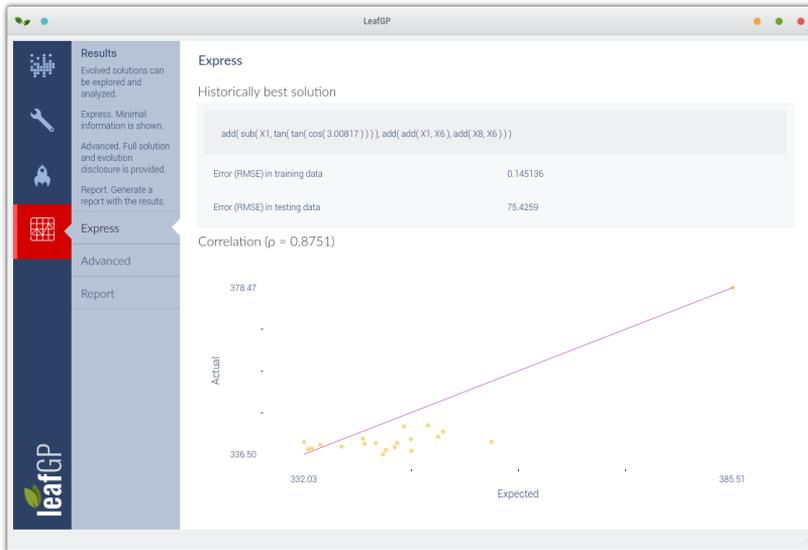 LeafGP
Results
Evolved solutions can
be explored and
analyzed.
Express. Minimal
information is shown.
Advanced. Full solution
and evolution
disclosure is provided.
Report. Generate a
report with the resuts.
Express
Advanced
Report
leafGP
Express
Historically best solution
add( sub( X1, tan( tan( cos( 3.00817 ) ) ) ), add( add( X1, X6 ), add( X8, X6 ) ) )
Error (RMSE) in training data 0.145136
Error (RMSE) in testing data 75.4259
Correlation (ρ = 0.8751)
378.47
Actual
336.50
332.03 385.51
Expected